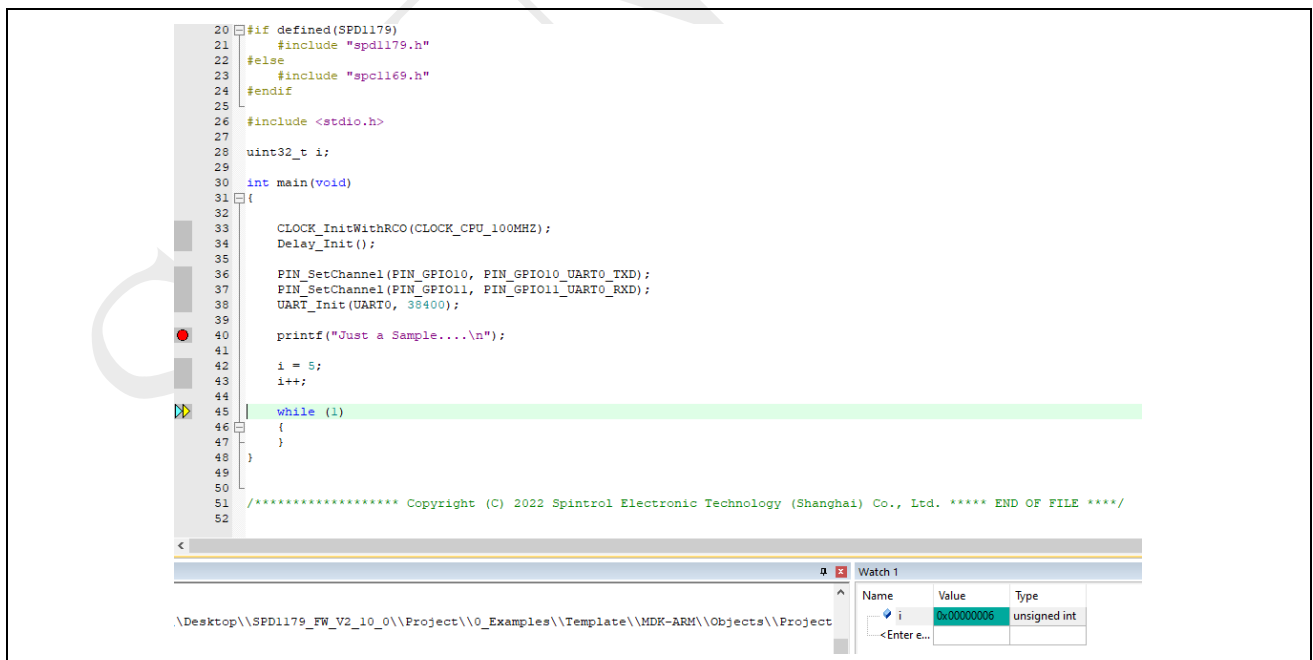 20 #if defined(SPD1179)
21 #include "spd1179.h"
22 #else
23 #include "spc1169.h"
24 #endif
25
26 #include <stdio.h>
27
28 uint32_t i;
29
30 int main(void)
31 {
32
33 CLOCK_InitWithRCO(CLOCK_CPU_100MHZ);
34 Delay_Init();
35
36 PIN_SetChannel(PIN_GPIO10, PIN_GPIO10_UART0_TXD);
37 PIN_SetChannel(PIN_GPIO11, PIN_GPIO11_UART0_RXD);
38 UART_Init(UART0, 38400);
39
40 printf("Just a Sample....\n");
41
42 i = 5;
43 i++;
44
45 while (1)
46 {
47 }
48 }
49
50
51 /******************* Copyright (C) 2022 Spintrol Electronic Technology (Shanghai) Co., Ltd. ***** END OF FILE ****/
52
Watch 1
Name Value Type
i 0x00000006 unsigned int
<Enter e...
.\Desktop\\SPD1179_FW_V2_10_0\\Project\\0_Examples\\Template\\MDK-ARM\\Objects\\Project